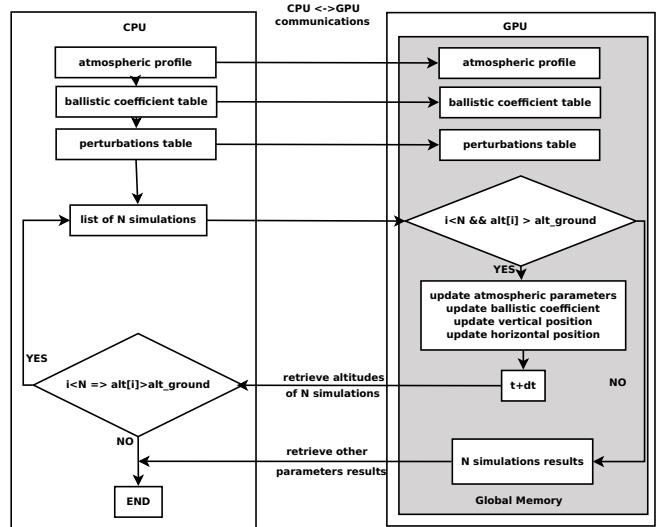 CPU <->GPU
communications
CPU
GPU
atmospheric profile
atmospheric profile
ballistic coefficient table
ballistic coefficient table
perturbations table
perturbations table
list of N simulations
i<N && alt[i] > alt_ground
YES
update atmospheric parameters
update ballistic coefficient
update vertical position
update horizontal position
YES
i<N => alt[i]>alt_ground
retrieve altitudes
of N simulations
t+dt
NO
NO
retrieve other
parameters results
N simulations results
END
Global Memory